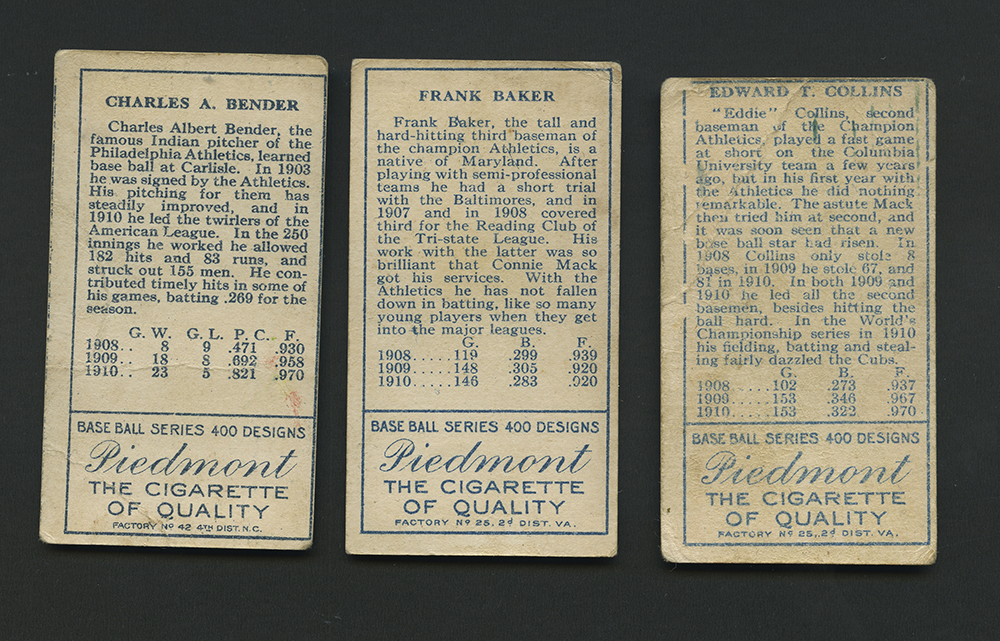 CHARLES A. BENDER
Charles Albert Bender, the
famous Indian pitcher of the
Philadelphia Athletics, learned
base ball at Carlisle. In 1903
he was signed by the Athletics.
His pitching for them has
steadily improved, and in
1910 he led the twirlers of the
American League. In the 250
innings he worked he allowed
182 hits and 83 runs, and
struck out 155 men. He con-
tributed timely hits in some of
his games, batting .269 for the
season.
G. W. G. L. P. C. F.
1908.. 8 9 .471 .930
1909.. 18 8 .692 .958
1910.. 23 5 .821 .970
BASE BALL SERIES 400 DESIGNS
Piedmont
THE CIGARETTE
OF QUALITY
FACTORY No 42 4TH DIST. N.C.
FRANK BAKER
Frank Baker, the tall and
hard-hitting third baseman of
the champion Athletics, is a
native of Maryland. After
playing with semi-professional
teams he had a short trial
with the Baltimores, and in
1907 and in 1908 covered
third for the Reading Club of
the Tri-state League. His
work with the latter was so
brilliant that Connie Mack
got his services. With the
Athletics he has not fallen
down in batting, like so many
young players when they get
into the major leagues.
G. B. F.
1908.....119 .299 .939
1909.....148 .305 .920
1910.....146 .283 .020
BASE BALL SERIES 400 DESIGNS
Piedmont
THE CIGARETTE
OF QUALITY
FACTORY No 25, 2d DIST. VA.
EDWARD T. COLLINS
"Eddie" Collins, second
baseman of the Champion
Athletics, played a fast game
at short on the Columbia
University team a few years
ago, but in his first year with
the Athletics he did nothing
remarkable. The astute Mack
then tried him at second, and
it was soon seen that a new
base ball star had risen. In
1908 Collins only stole 8
bases, in 1909 he stole 67, and
81 in 1910. In both 1909 and
1910 he led all the second
basemen, besides hitting the
ball hard. In the World's
Championship series in 1910
his fielding, batting and steal-
ing fairly dazzled the Cubs.
G. B. F.
1908.....102 .273 .937
1909.....153 .346 .967
1910.....153 .322 .970
BASE BALL SERIES 400 DESIGNS
Piedmont
THE CIGARETTE
OF QUALITY
FACTORY No 25, 2d DIST. VA.